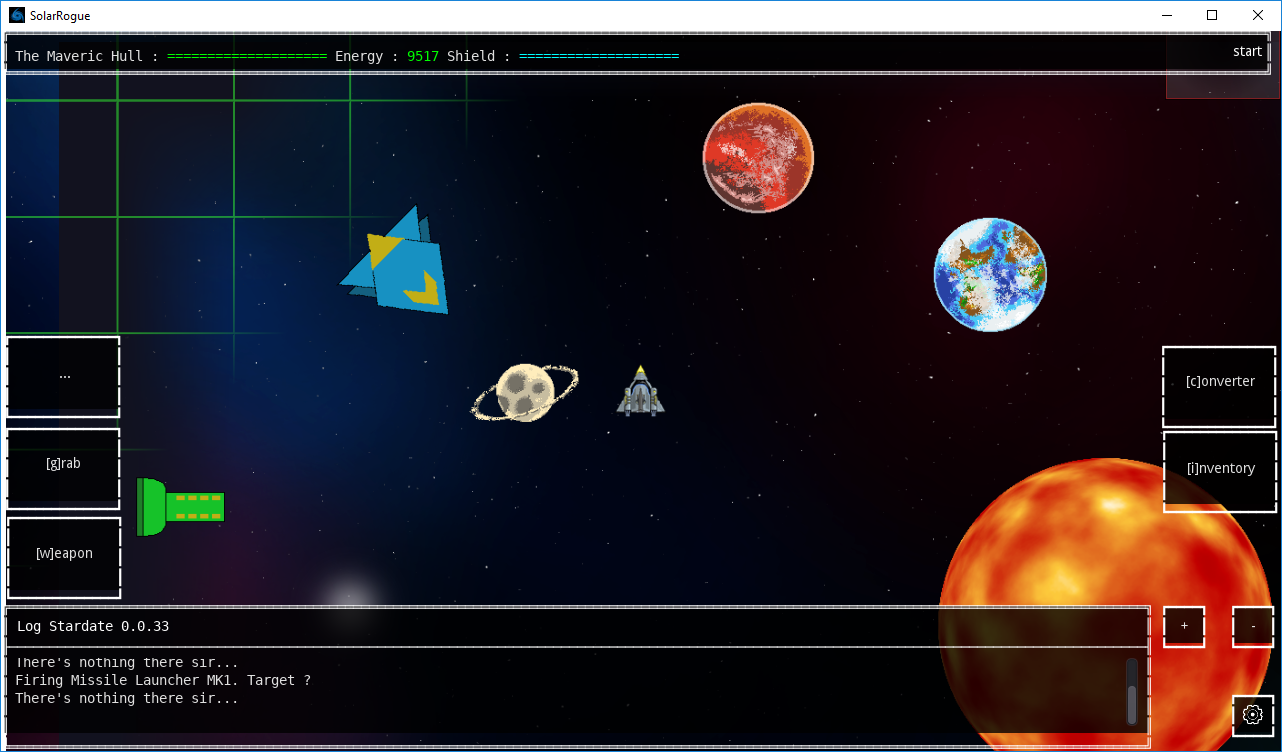 SolarRogue
The Maveric Hull : ==================== Energy : 9517 Shield : ====================
start
...
[g]rab
[w]eapon
[c]onverter
[i]nventory
Log Stardate 0.0.33
+
-
There's nothing there sir...
Firing Missile Launcher MK1. Target ?
There's nothing there sir...